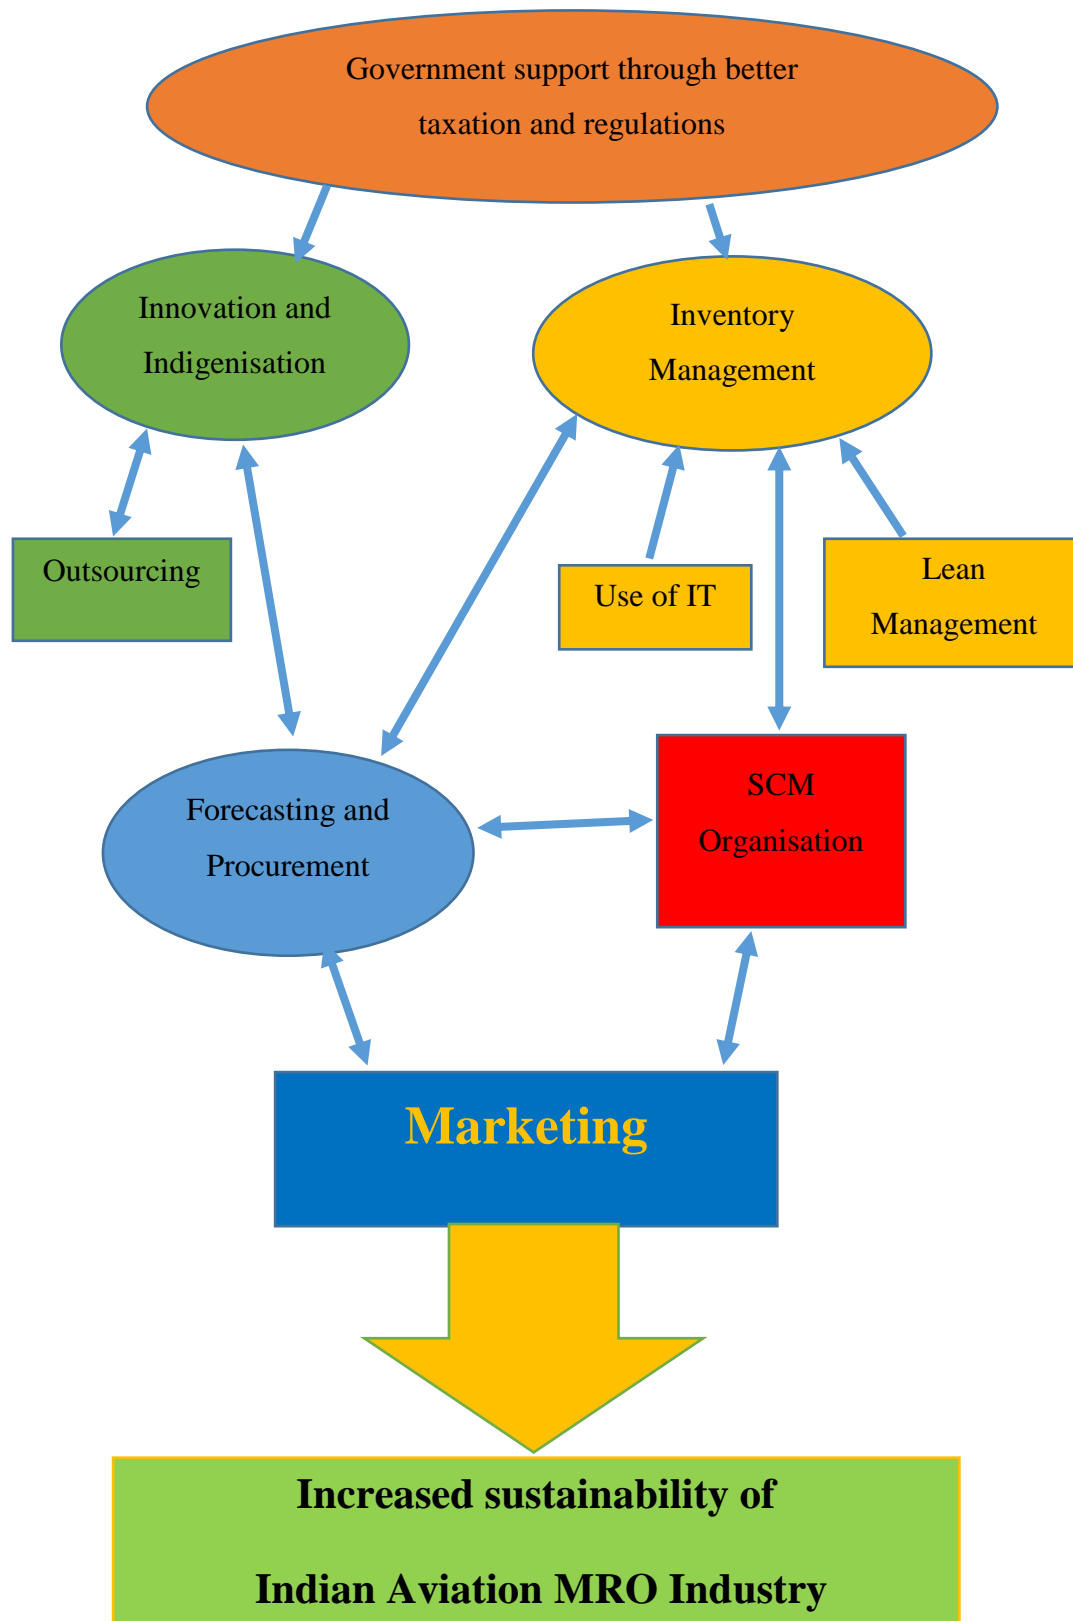 Government support through better
taxation and regulations
Innovation and
Indigenisation
Inventory
Management
Outsourcing
Use of IT
Lean
Management
Forecasting and
Procurement
SCM
Organisation
Marketing
Increased sustainability of
Indian Aviation MRO Industry